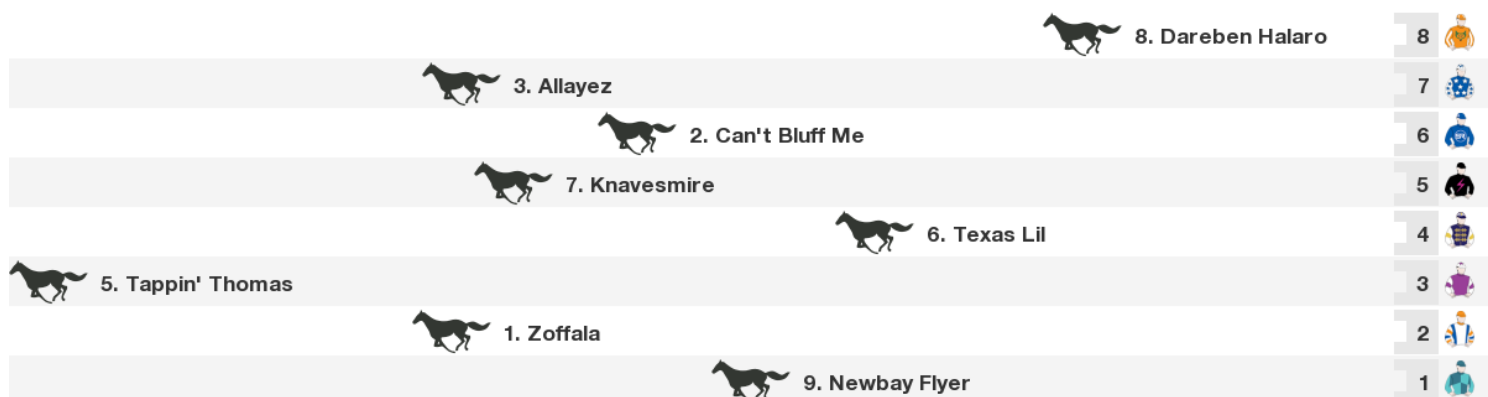 8. Dareben Halaro 8
3. Allayez 7
2. Can't Bluff Me 6
7. Knavesmire 5
6. Texas Lil 4
5. Tappin' Thomas 3
1. Zoffala 2
9. Newbay Flyer 1